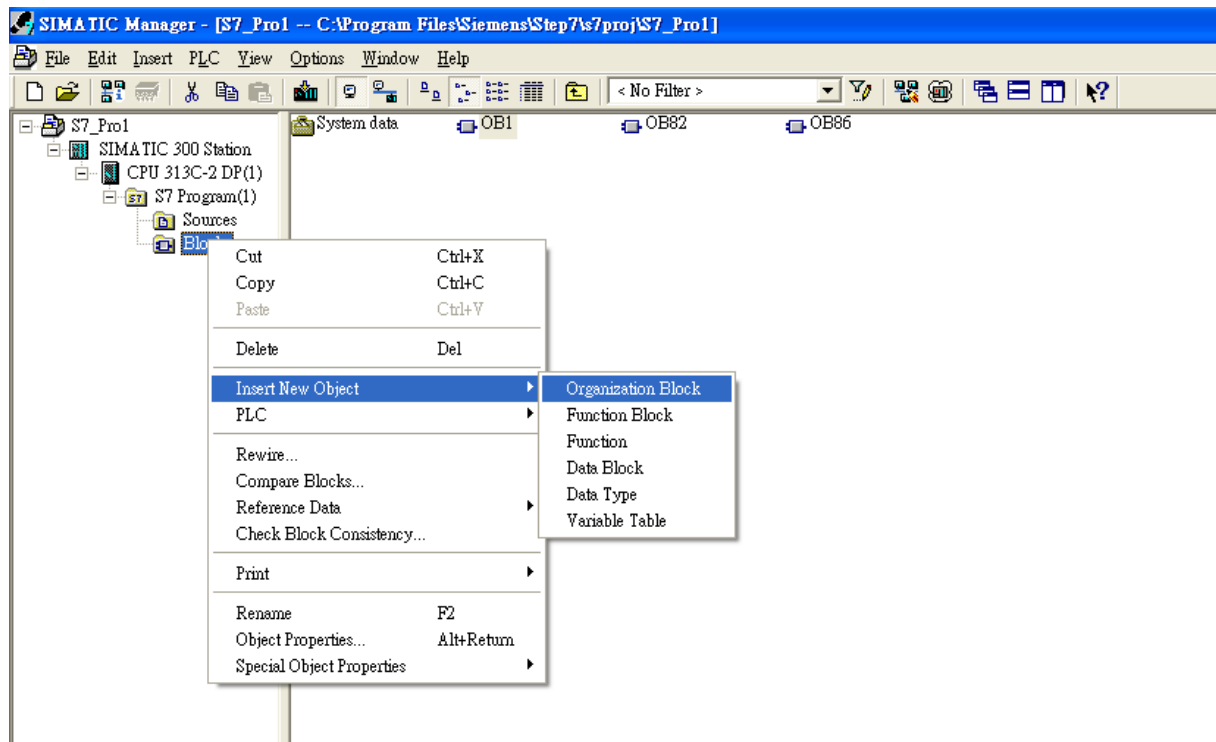 SIMATIC Manager - [S7_Pro1 -- C:\Program Files\Siemens\Step7\s7proj\S7_Pro1]
File Edit Insert PLC View Options Window Help
< No Filter >
S7_Pro1
SIMATIC 300 Station
CPU 313C-2 DP(1)
S7 Program(1)
Sources
System data OB1 OB82 OB86
Cut Ctrl+X
Copy Ctrl+C
Paste Ctrl+V
Delete Del
Insert New Object
PLC
Rewire...
Compare Blocks...
Reference Data
Check Block Consistency...
Print
Rename F2
Object Properties... Alt+Return
Special Object Properties
Organization Block
Function Block
Function
Data Block
Data Type
Variable Table